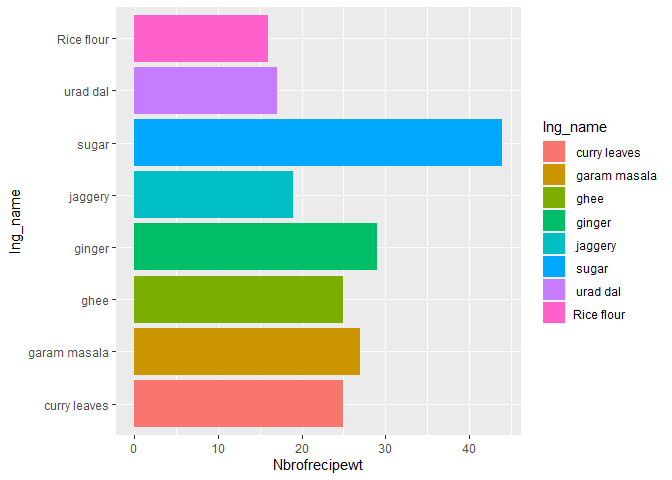 Rice flour
urad dal
sugar
jaggery
ginger
ghee
garam masala
curry leaves
Ing_name
0 10 20 30 40
Nbrofrecipewt
Ing_name
curry leaves
garam masala
ghee
ginger
jaggery
sugar
urad dal
Rice flour